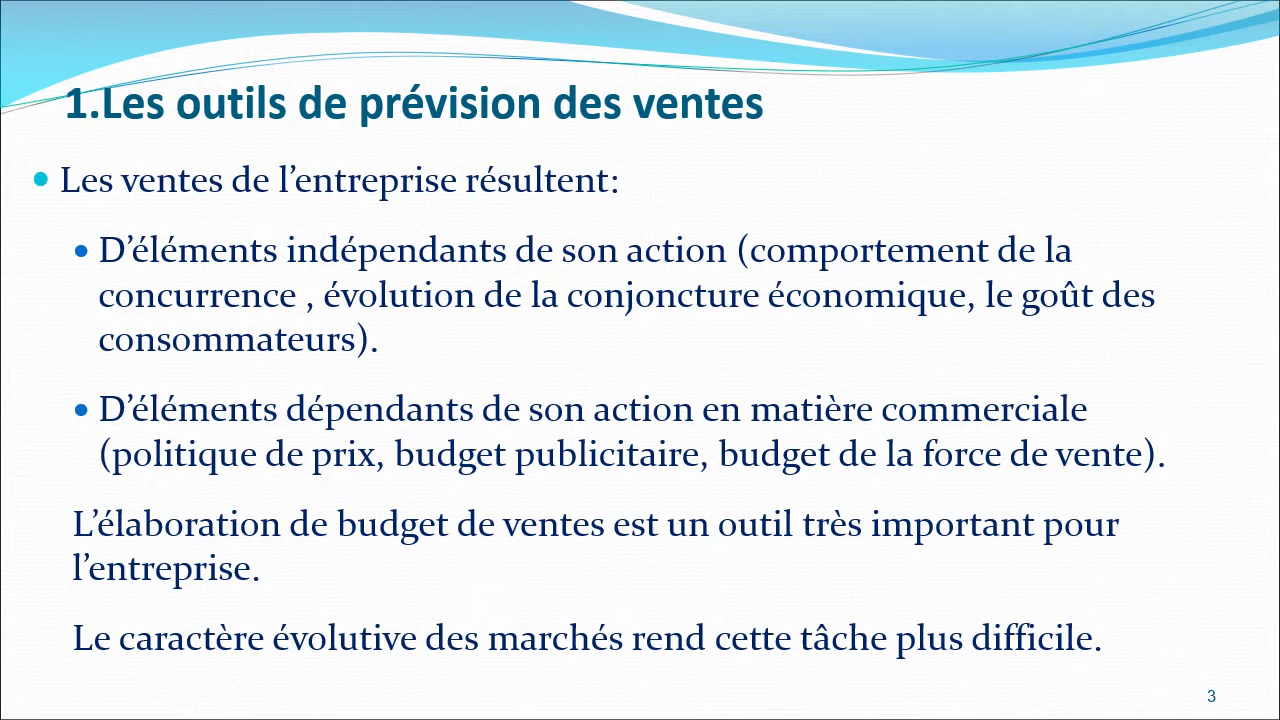 1.Les outils de prévision des ventes
• Les ventes de l’entreprise résultent:
• D’éléments indépendants de son action (comportement de la
concurrence , évolution de la conjoncture économique, le goût des
consommateurs).
• D’éléments dépendants de son action en matière commerciale
(politique de prix, budget publicitaire, budget de la force de vente).
L’élaboration de budget de ventes est un outil très important pour
l’entreprise.
Le caractère évolutive des marchés rend cette tâche plus difficile.
3